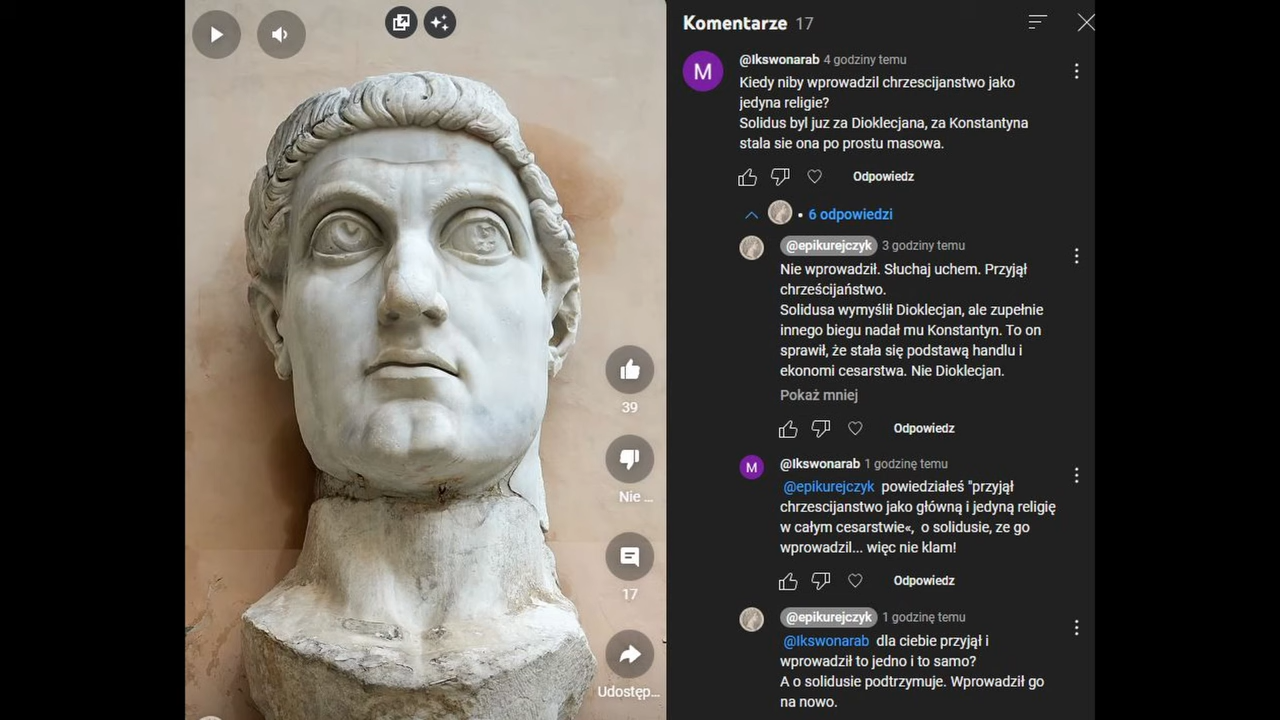 Komentarze 17
@Ikswonarab 4 godziny temu
Kiedy niby wprowadzil chrzescijanstwo jako
jedyna religie?
Solidus byl juz za Dioklecjana, za Konstantyna
stala sie ona po prostu masowa.
Odpowiedz
6 odpowiedzi
@epikurejczyk 3 godziny temu
Nie wprowadził. Słuchaj uchem. Przyjął
chrześcijaństwo.
Solidusa wymyślił Dioklecjan, ale zupełnie
innego biegu nadał mu Konstantyn. To on
sprawił, że stała się podstawą handlu i
ekonomi cesarstwa. Nie Dioklecjan.
Pokaż mniej
Odpowiedz
@Ikswonarab 1 godzinę temu
@epikurejczyk powiedziałeś "przyjął
chrzescijanstwo jako główną i jedyną religię
w całym cesarstwie«, o solidusie, ze go
wprowadzil... więc nie klam!
Odpowiedz
@epikurejczyk 1 godzinę temu
@Ikswonarab dla ciebie przyjął i
wprowadził to jedno i to samo?
A o solidusie podtrzymuje. Wprowadził go
na nowo.
39
Nie ...
17
Udostęp...
M
M